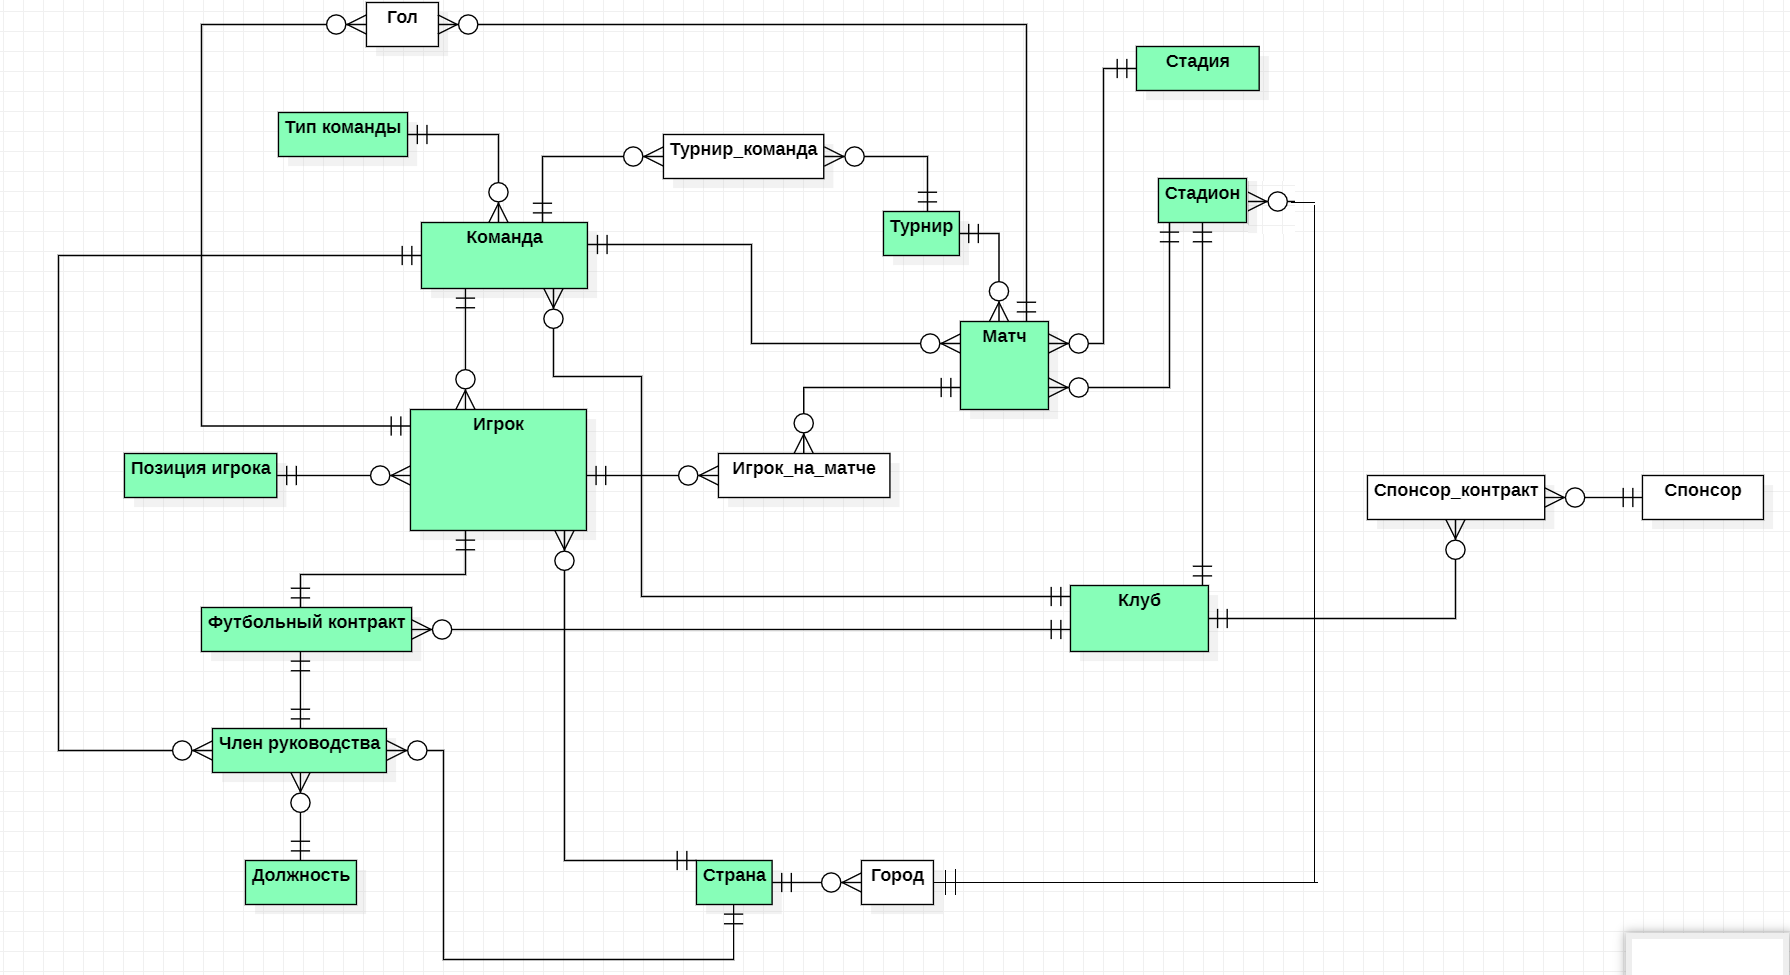 Гол
Стадия
Тип команды
Турнир_команда
Стадион
Турнир
Команда
Матч
Игрок
Позиция игрока
Игрок_на_матче
Спонсор_контракт
Спонсор
Клуб
Футбольный контракт
Член руководства
Должность
Страна
Город